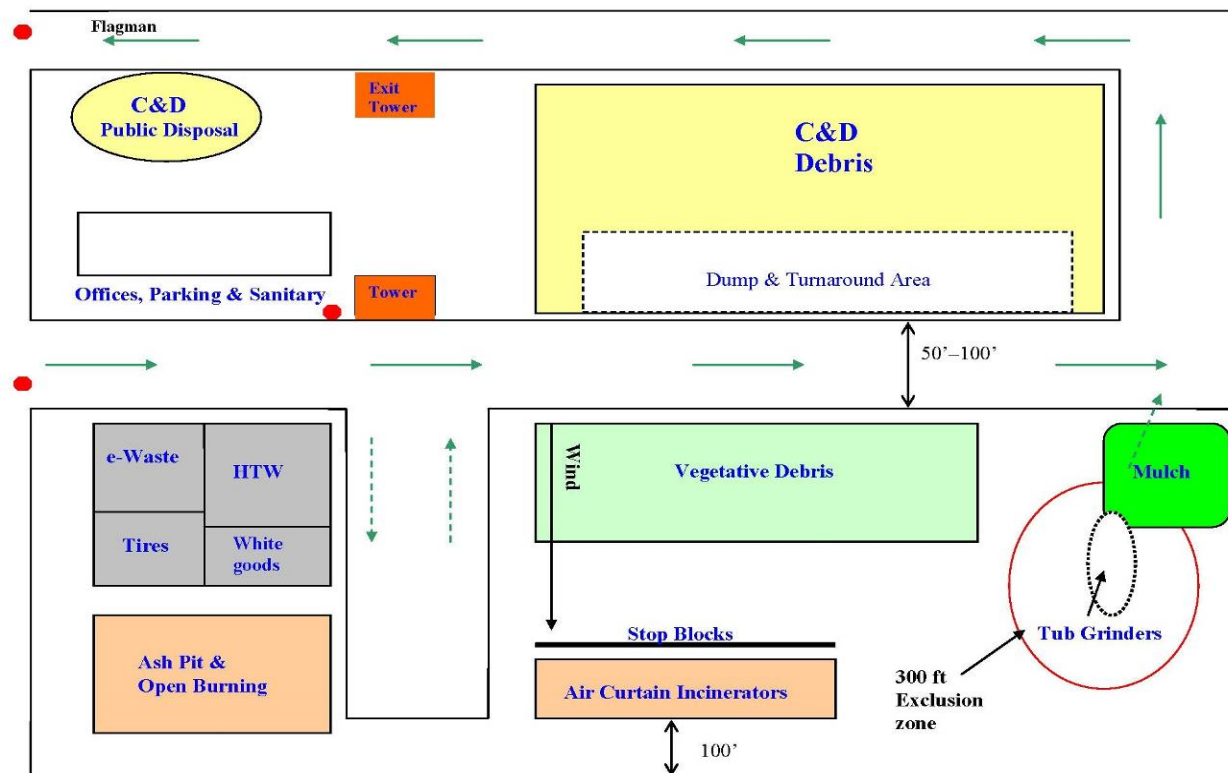 Flagman
C&D
Public Disposal
Exit
Tower
C&D
Debris
Offices, Parking & Sanitary
Tower
Dump & Turnaround Area
50’–100’
e-Waste
HTW
Tires
White
goods
Wind
Vegetative Debris
Mulch
Ash Pit &
Open Burning
Stop Blocks
Air Curtain Incinerators
Tub Grinders
300 ft
Exclusion
zone
100’